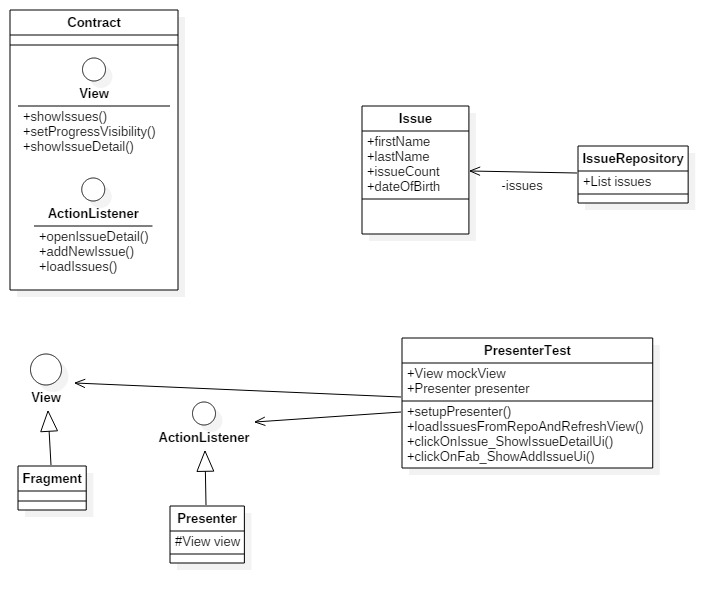 Contract
View
+showIssues()
+setProgressVisibility()
+showIssueDetail()
ActionListener
+openIssueDetail()
+addNewIssue()
+loadIssues()
Issue
+firstName
+lastName
+issueCount
+dateOfBirth
-issues
IssueRepository
+List issues
View
Fragment
ActionListener
Presenter
#View view
PresenterTest
+View mockView
+Presenter presenter
+setupPresenter()
+loadIssuesFromRepoAndRefreshView()
+clickOnIssue_ShowIssueDetailUi()
+clickOnFab_ShowAddIssueUi()